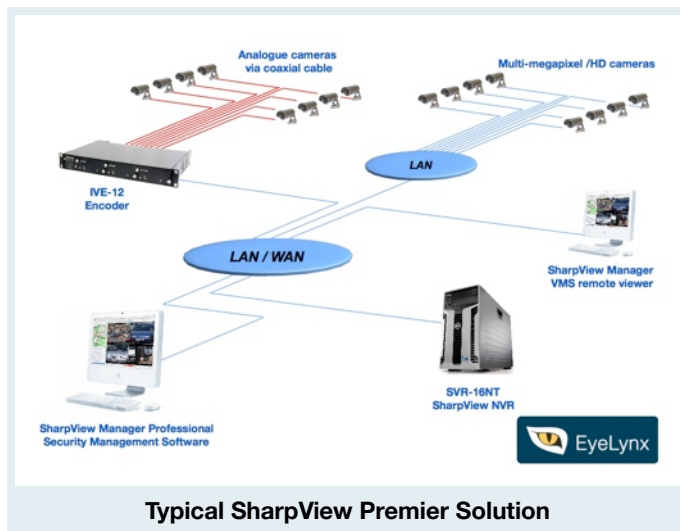 Analogue cameras
via coaxial cable
Multi-megapixel /HD cameras
LAN
IVE-12
Encoder
LAN / WAN
SharpView Manager
VMS remote viewer
SVR-16NT
SharpView NVR
SharpView Manager Professional
Security Management Software
EyeLynx
Typical SharpView Premier Solution